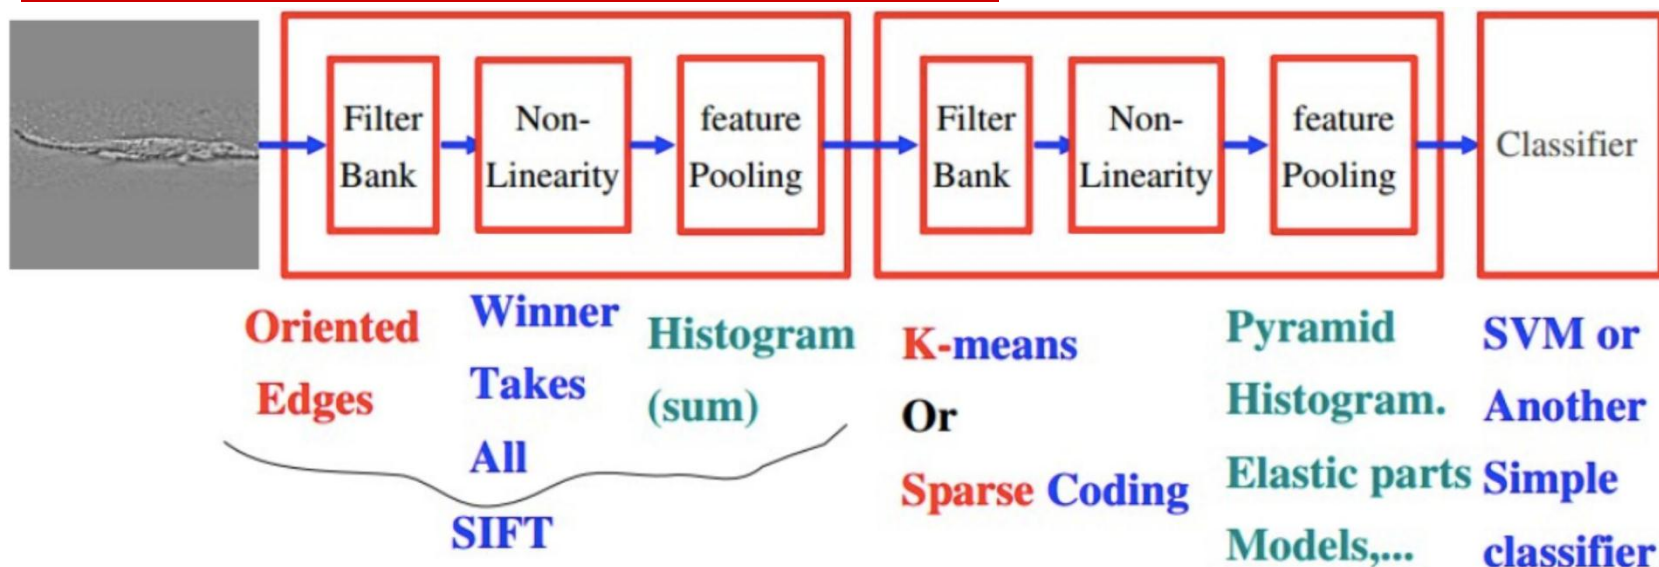 Filter
Bank
Non-
Linearity
feature
Pooling
Filter
Bank
Non-
Linearity
feature
Pooling
Classifier
Oriented
Edges
Winner
Takes
All
Histogram
(sum)
SIFT
K-means
Or
Sparse Coding
Pyramid
Histogram.
Elastic parts
Models,...
SVM or
Another
Simple
classifier